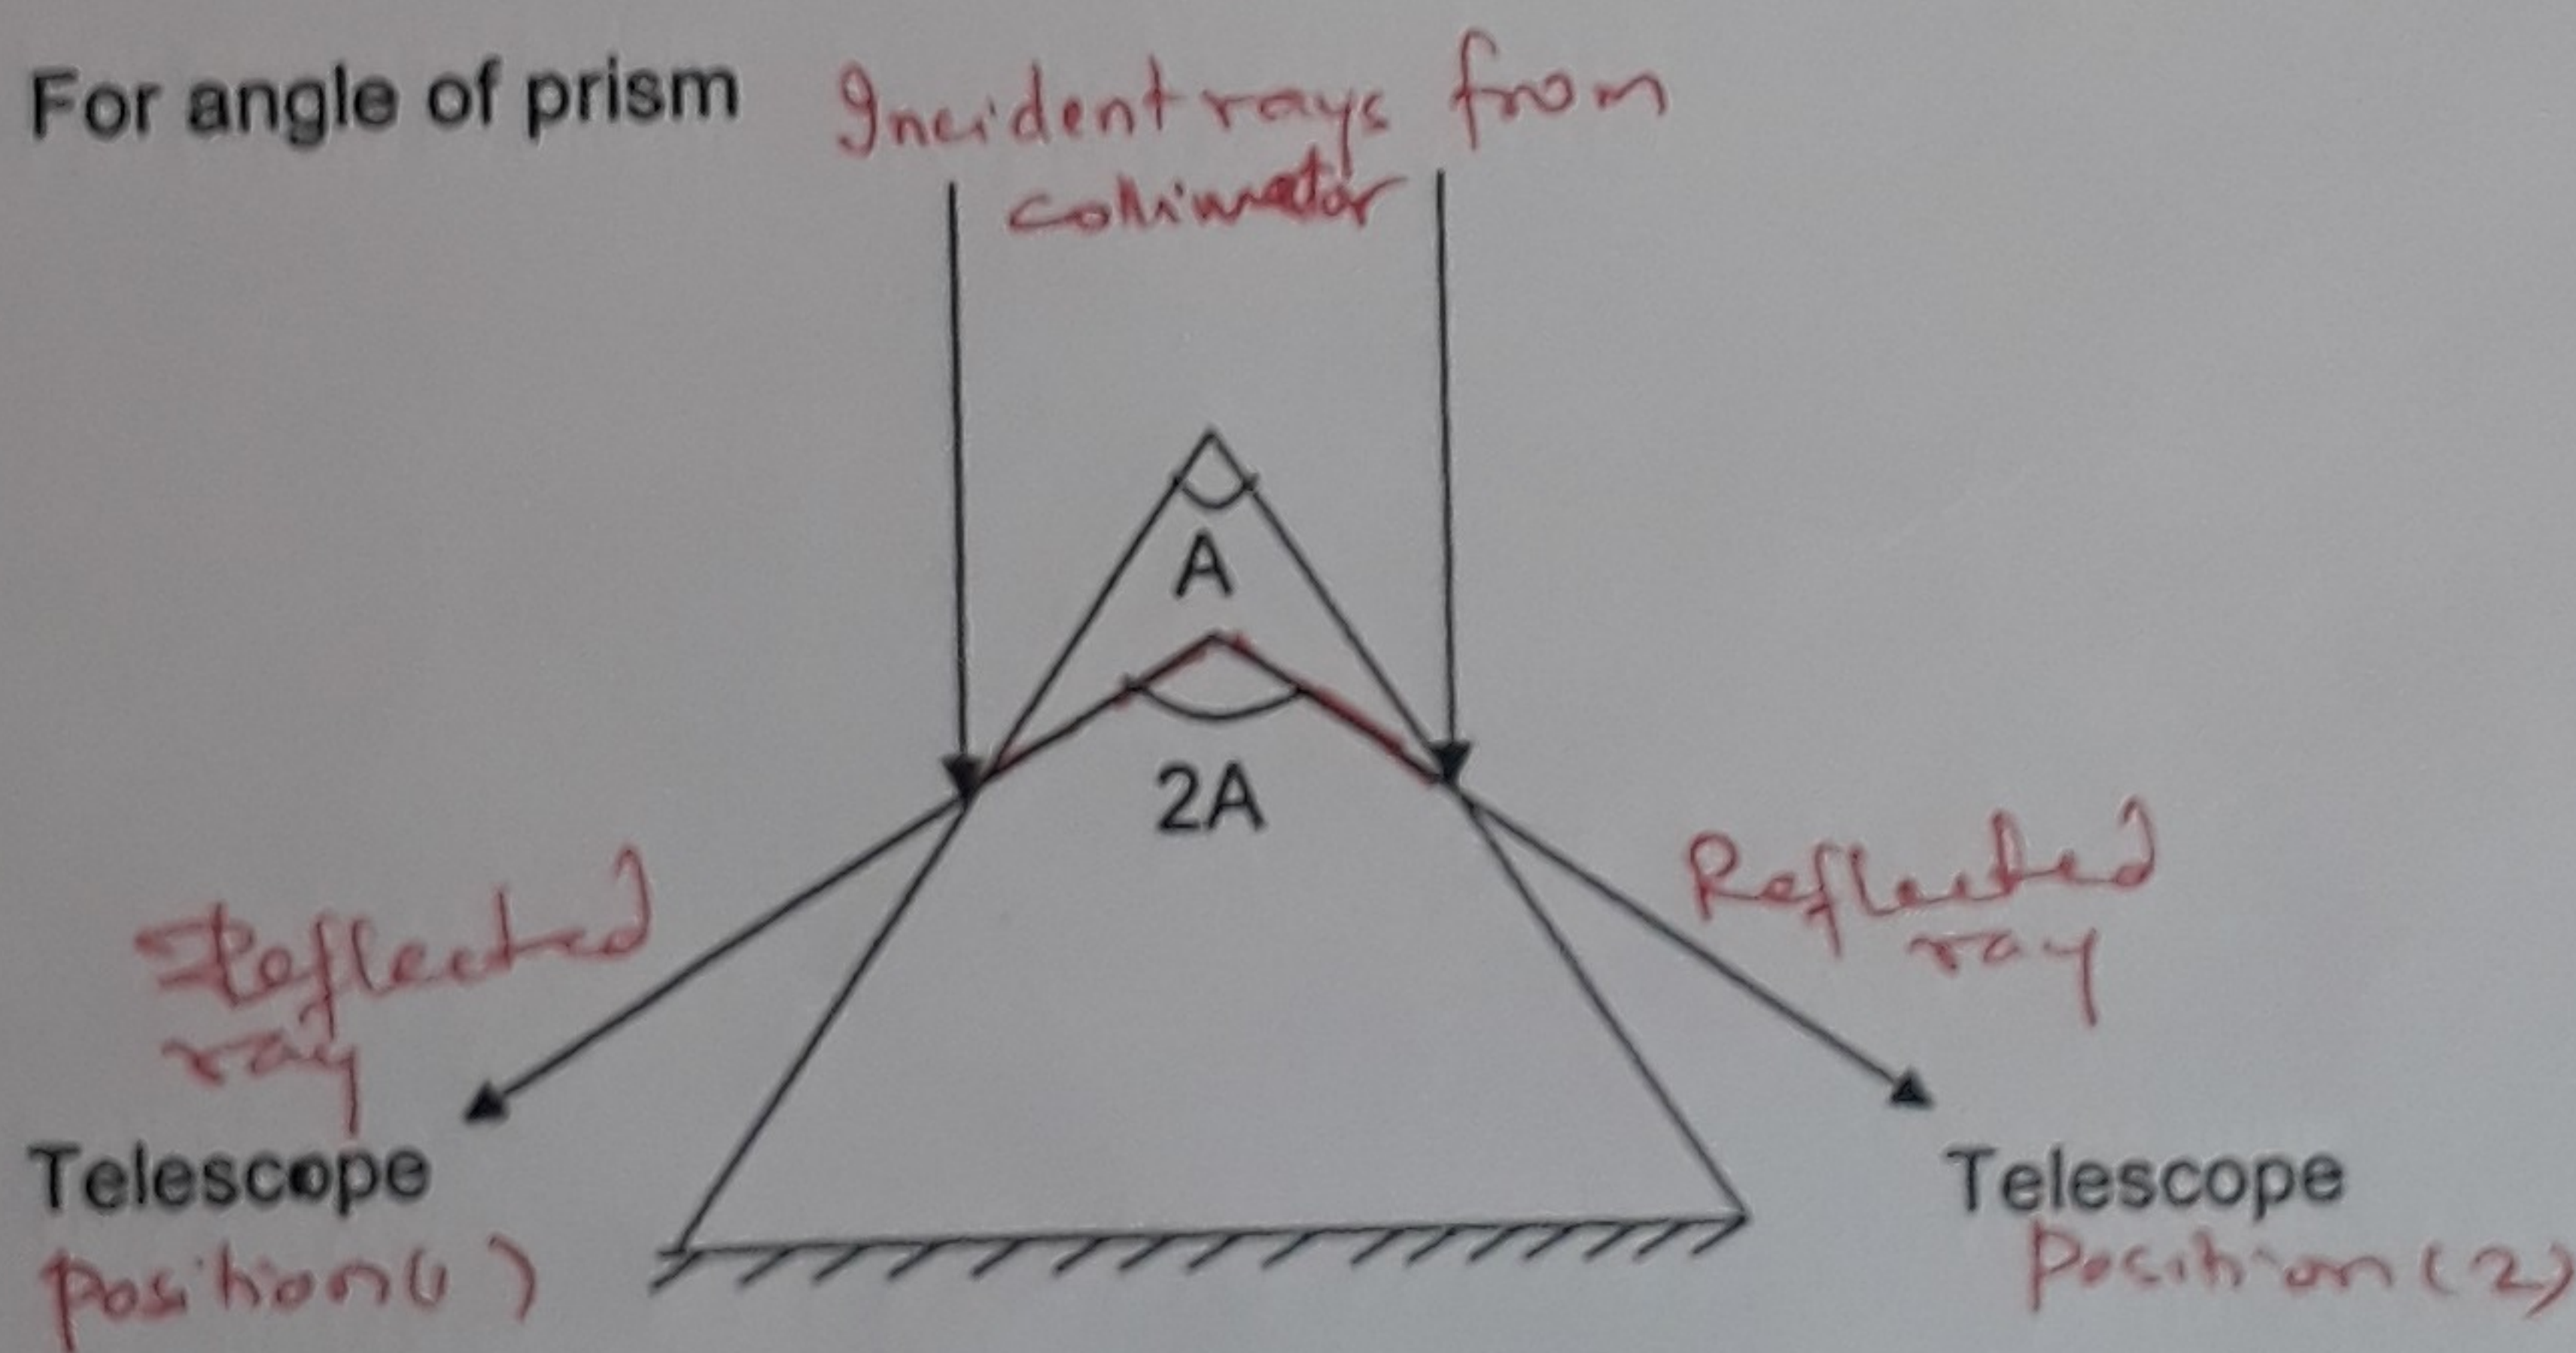 For angle of prism
Incident rays from
collimator
A
2A
Reflected
ray
Reflected
ray
Telescope
position (1)
Telescope
Position (2)